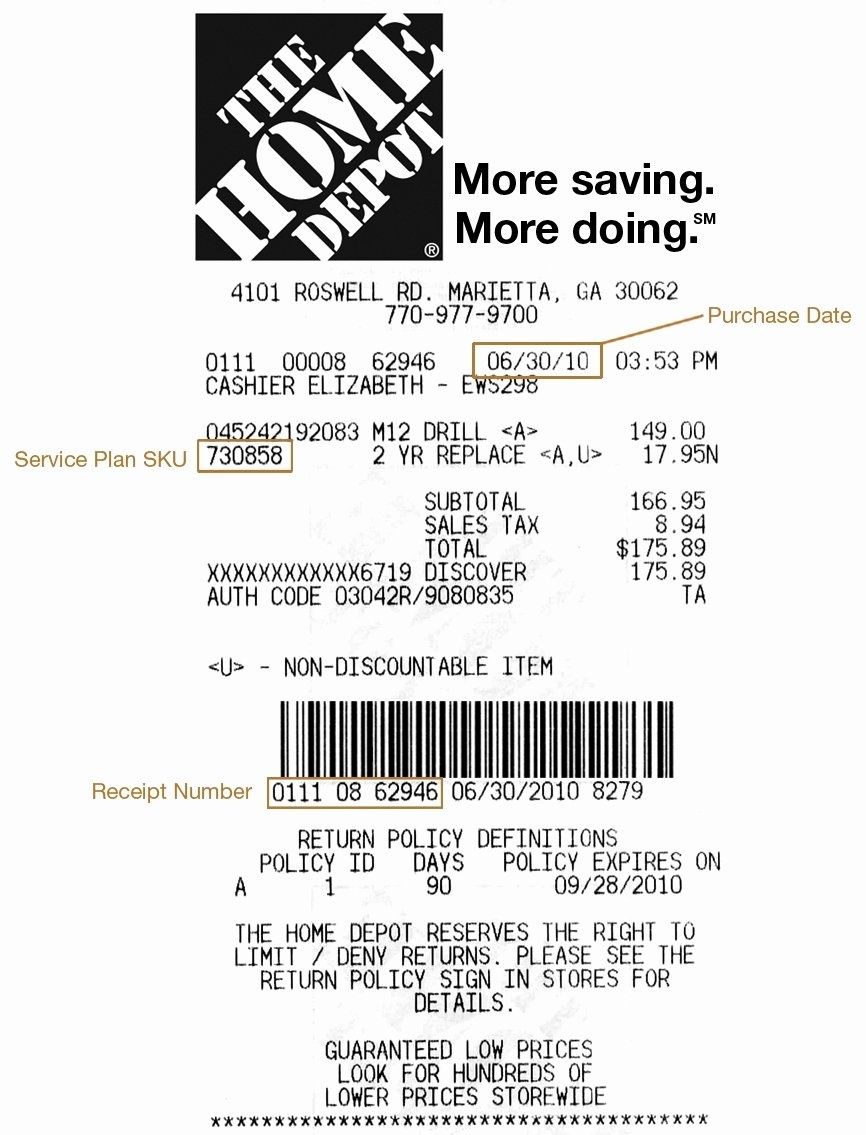 THE
HOME
DEPOT
®
More saving.
More doing.℠
4101 ROSWELL RD. MARIETTA, GA 30062
770-977-9700
Purchase Date
0111 00008 62946 06/30/10 03:53 PM
CASHIER ELIZABETH - EWS298
045242192083 M12 DRILL <A> 149.00
Service Plan SKU 730858 2 YR REPLACE <A,U> 17.95N
SUBTOTAL 166.95
SALES TAX 8.94
TOTAL $175.89
XXXXXXXXXXXX6719 DISCOVER 175.89
AUTH CODE 03042R/9080835 TA
<U> - NON-DISCOUNTABLE ITEM
Receipt Number 0111 08 62946 06/30/2010 8279
RETURN POLICY DEFINITIONS
POLICY ID DAYS POLICY EXPIRES ON
A 1 90 09/28/2010
THE HOME DEPOT RESERVES THE RIGHT TO
LIMIT / DENY RETURNS. PLEASE SEE THE
RETURN POLICY SIGN IN STORES FOR
DETAILS.
GUARANTEED LOW PRICES
LOOK FOR HUNDREDS OF
LOWER PRICES STOREWIDE
***************************************